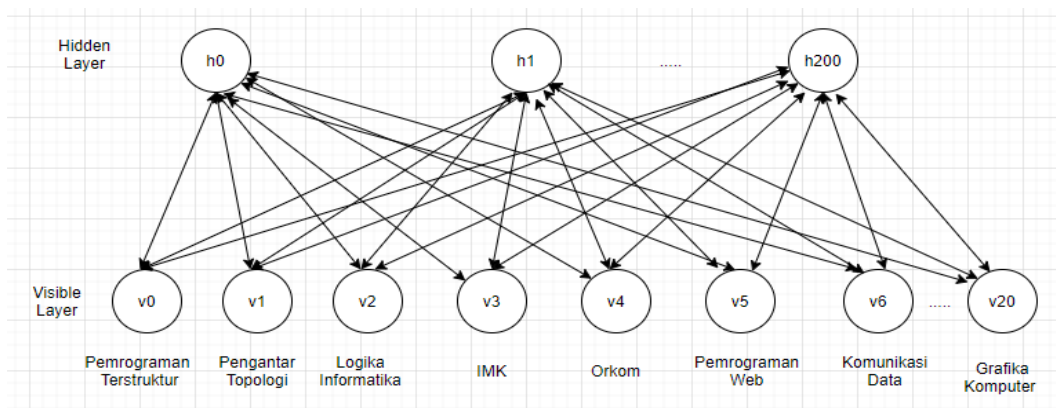 Hidden
Layer
h0
h1
.....
h200
Visible
Layer
v0
v1
v2
v3
v4
v5
v6
.....
v20
Pemrograman
Terstruktur
Pengantar
Topologi
Logika
Informatika
IMK
Orkom
Pemrograman
Web
Komunikasi
Data
Grafika
Komputer